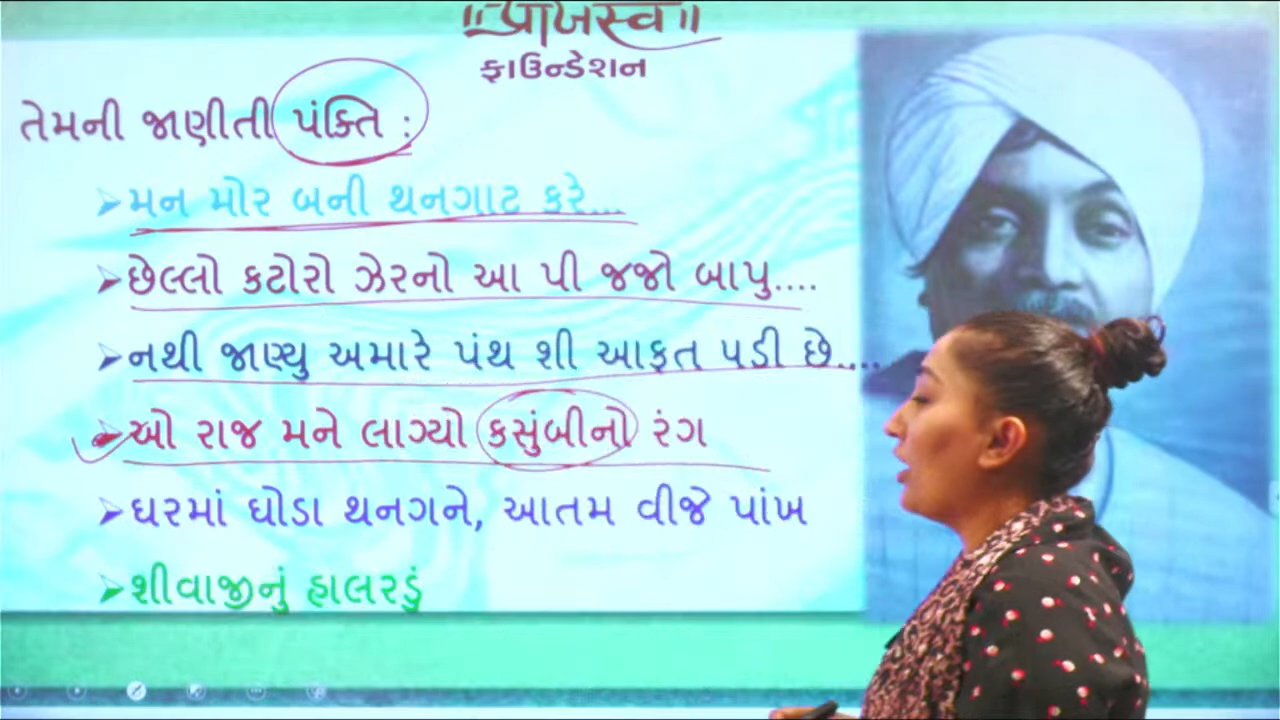 ॥ प्राजस्व ॥
ફાઉન્ડેશન
તેમની જાણીતી પંક્તિ :
➢મન મોર બની થનગાટ કરે...
➢છેલ્લો કટોરો ઝેરનો આ પી જજો બાપુ....
➢નથી જાણ્યુ અમારે પંથ શી આફત પડી છે....
➢ઓ રાજ મને લાગ્યો કસુંબીનો રંગ
➢ઘરમાં ઘોડા થનગને, આતમ વીજે પાંખ
➢શીવાજીનું હાલરડું